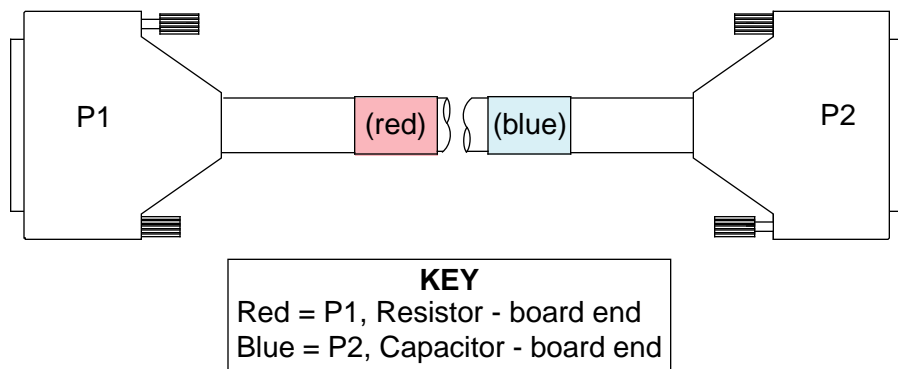 P1
(red)
(blue)
P2
KEY
Red = P1, Resistor - board end
Blue = P2, Capacitor - board end